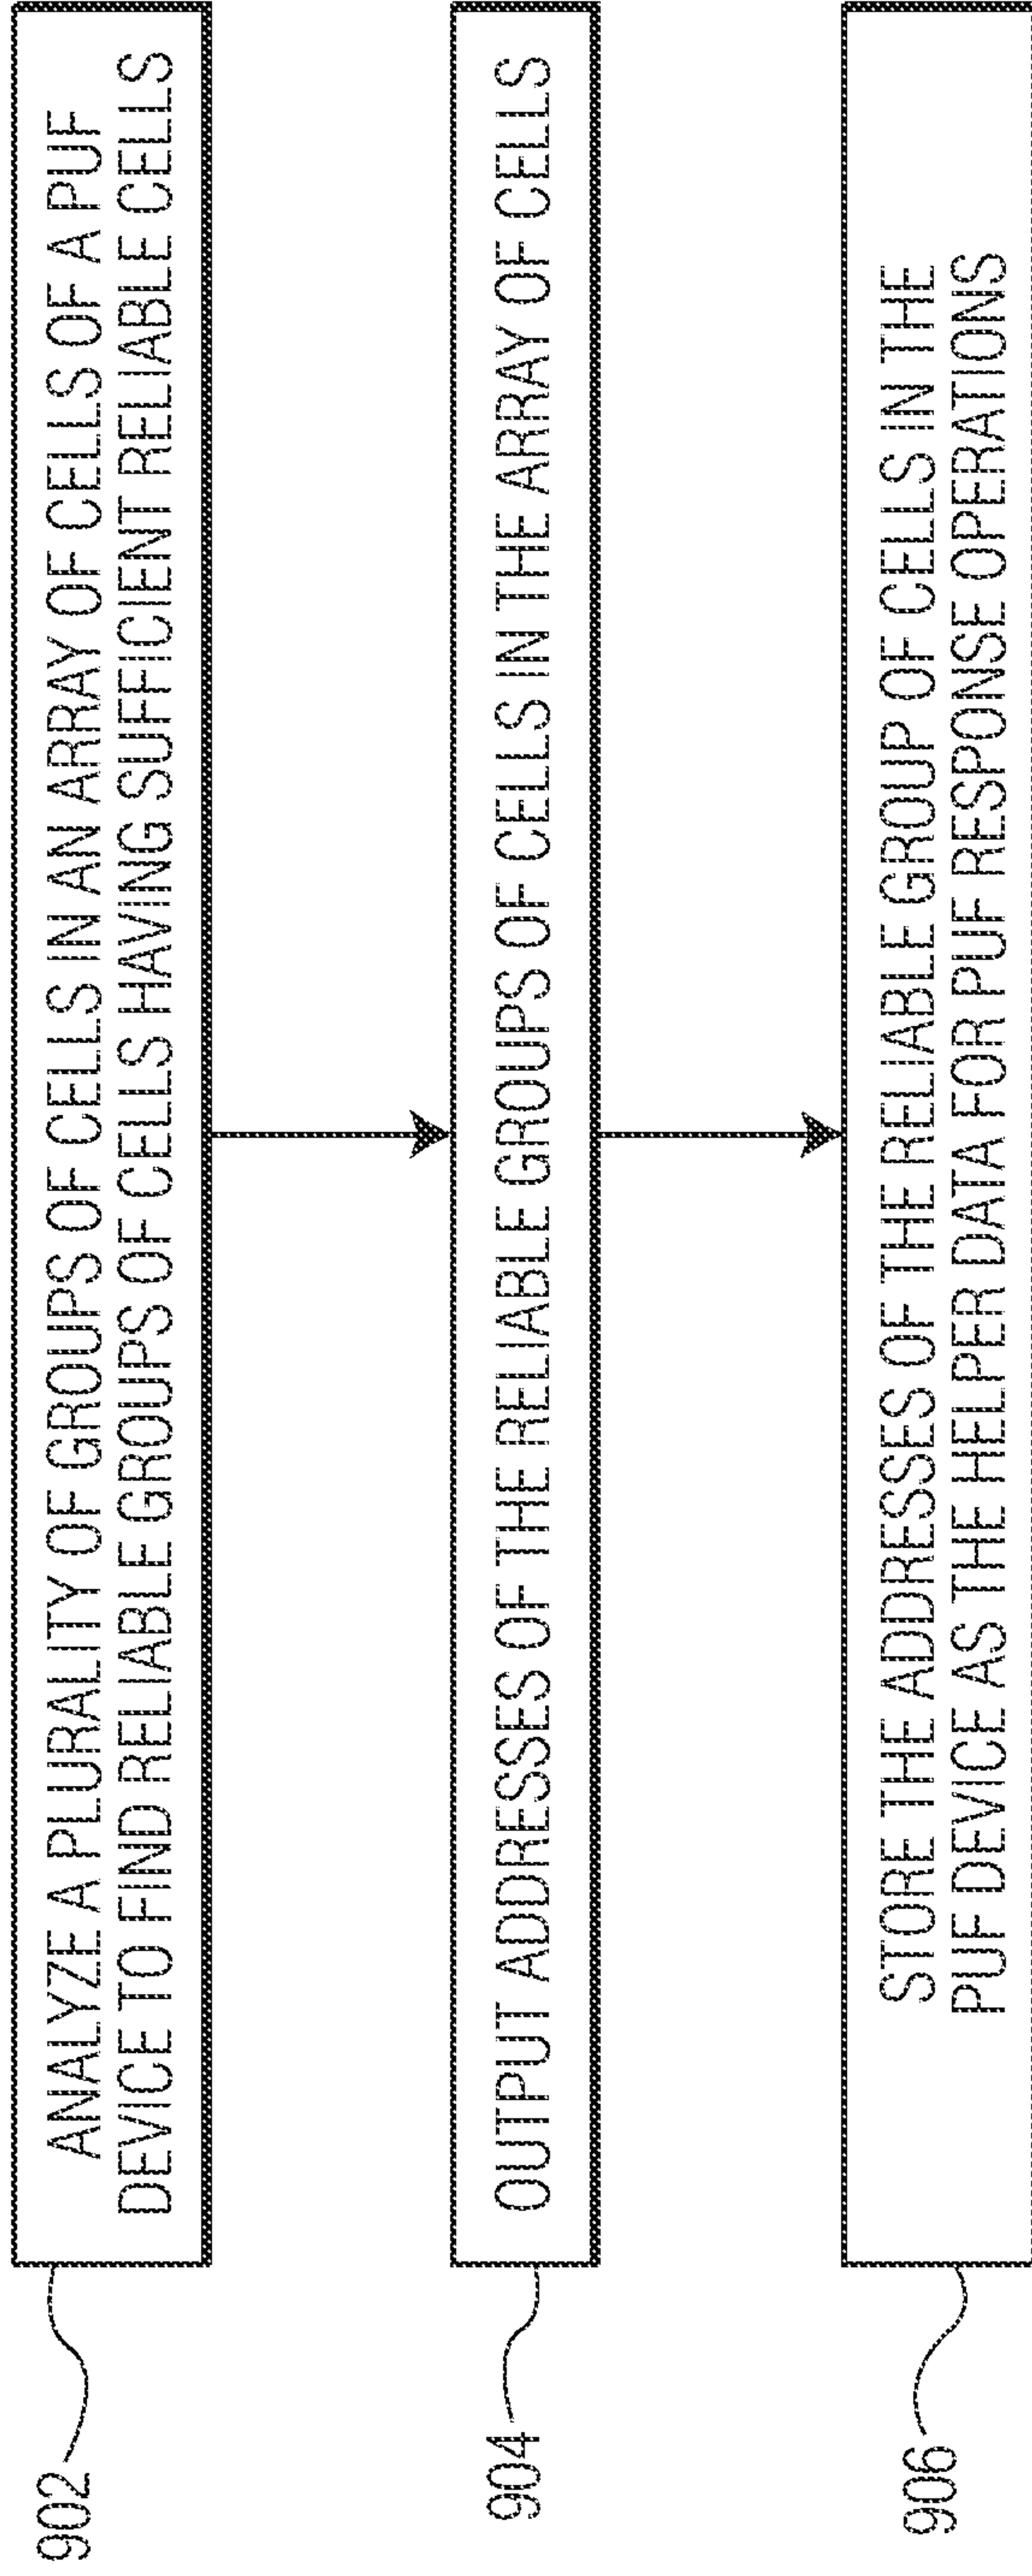 902
ANALYZE A PLURALITY OF GROUPS OF CELLS IN AN ARRAY OF CELLS OF A PUF
DEVICE TO FIND RELIABLE GROUPS OF CELLS HAVING SUFFICIENT RELIABLE CELLS
904
OUTPUT ADDRESSES OF THE RELIABLE GROUPS OF CELLS IN THE ARRAY OF CELLS
906
STORE THE ADDRESSES OF THE RELIABLE GROUP OF CELLS IN THE
PUF DEVICE AS THE HELPER DATA FOR PUF RESPONSE OPERATIONS